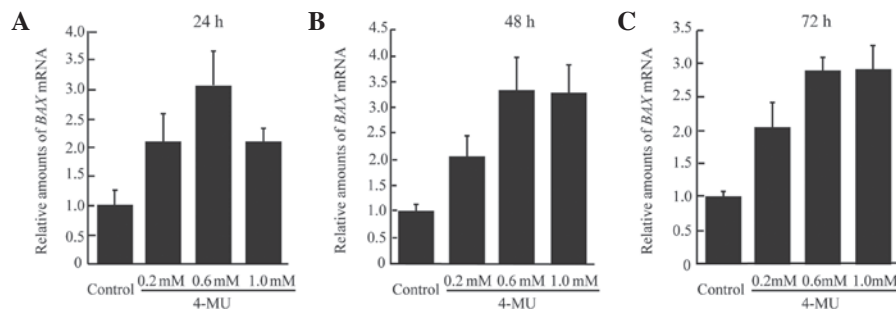 A
24 h
Relative amounts of BAX mRNA
4.0
3.5
3.0
2.5
2.0
1.5
1.0
0.5
0
Control
0.2 mM 0.6 mM 1.0 mM
4-MU
B
48 h
Relative amounts of BAX mRNA
4.5
4.0
3.5
3.0
2.5
2.0
1.5
1.0
0.5
0
Control
0.2 mM 0.6 mM 1.0 mM
4-MU
C
72 h
Relative amounts of BAX mRNA
3.5
3.0
2.5
2.0
1.5
1.0
0.5
0
Control
0.2mM 0.6mM 1.0mM
4-MU